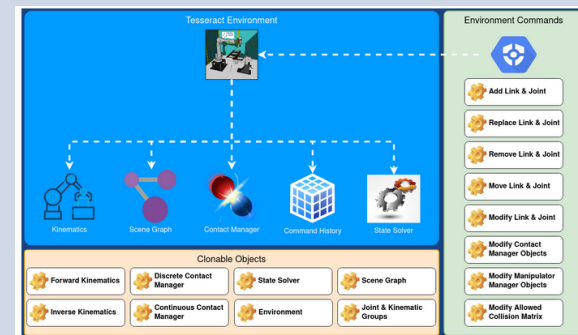 Tesseract Environment
Kinematics
Scene Graph
Contact Manager
Command History
State Solver
Clonable Objects
Forward Kinematics
Discrete Contact
Manager
State Solver
Scene Graph
Inverse Kinematics
Continuous Contact
Manager
Environment
Joint & Kinematic
Groups
Environment Commands
Add Link & Joint
Replace Link & Joint
Remove Link & Joint
Move Link & Joint
Modify Link & Joint
Modify Contact
Manager Objects
Modify Manipulator
Manager Objects
Modify Allowed
Collision Matrix